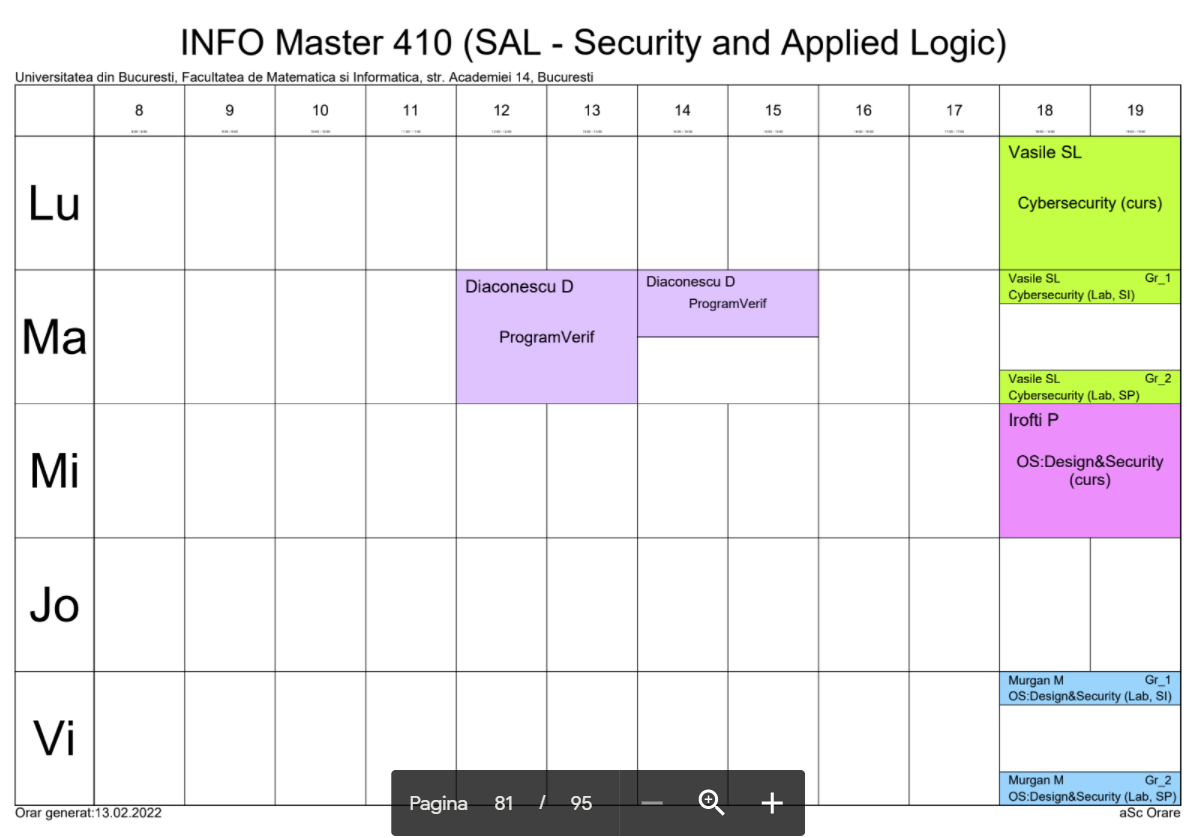 INFO Master 410 (SAL - Security and Applied Logic)
Universitatea din Bucuresti, Facultatea de Matematica si Informatica, str. Academiei 14, Bucuresti
8 9 10 11 12 13 14 15 16 17 18 19
Lu
Vasile SL
Cybersecurity (curs)
Ma
Diaconescu D
ProgramVerif
Diaconescu D
ProgramVerif
Vasile SL Gr_1
Cybersecurity (Lab, SI)
Vasile SL Gr_2
Cybersecurity (Lab, SP)
Mi
Irofti P
OS:Design&Security
(curs)
Jo
Vi
Murgan M Gr_1
OS:Design&Security (Lab, SI)
Murgan M Gr_2
OS:Design&Security (Lab, SP)
Pagina 81 / 95
Orar generat:13.02.2022
aSc Orare